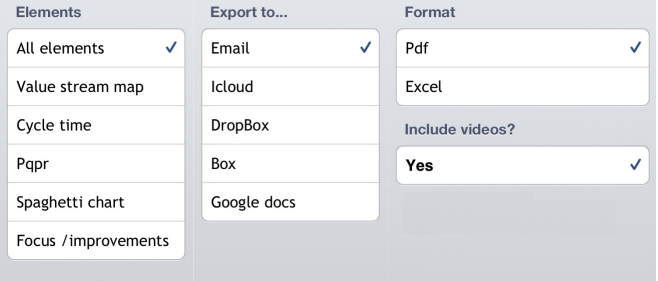 Elements
All elements
Value stream map
Cycle time
Pqpr
Spaghetti chart
Focus /improvements
Export to...
Email
Icloud
DropBox
Box
Google docs
Format
Pdf
Excel
Include videos?
Yes